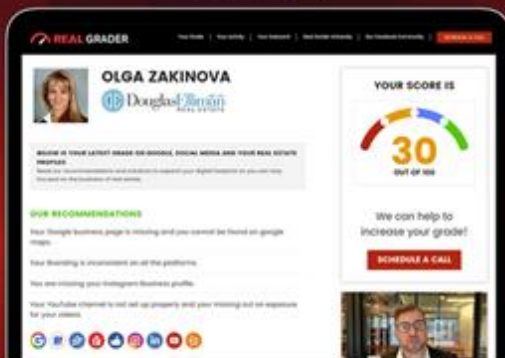 REAL GRADER
SCHEDULE A CALL
OLGA ZAKINOVA
DouglasElliman
REAL ESTATE
YOUR SCORE IS
30
OUT OF 100
We can help to
increase your grade!
SCHEDULE A CALL
BELOW IS YOUR LATEST GRADE ON GOOGLE, SOCIAL MEDIA AND YOUR REAL ESTATE
PROFILES
OUR RECOMMENDATIONS
Your Google business page is missing and you cannot be found on google
maps.
Your Branding is inconsistent on all the platforms.
You are missing your Instagram Business profile.
Your YouTube channel is not set up properly and your missing out on exposure
for your videos.